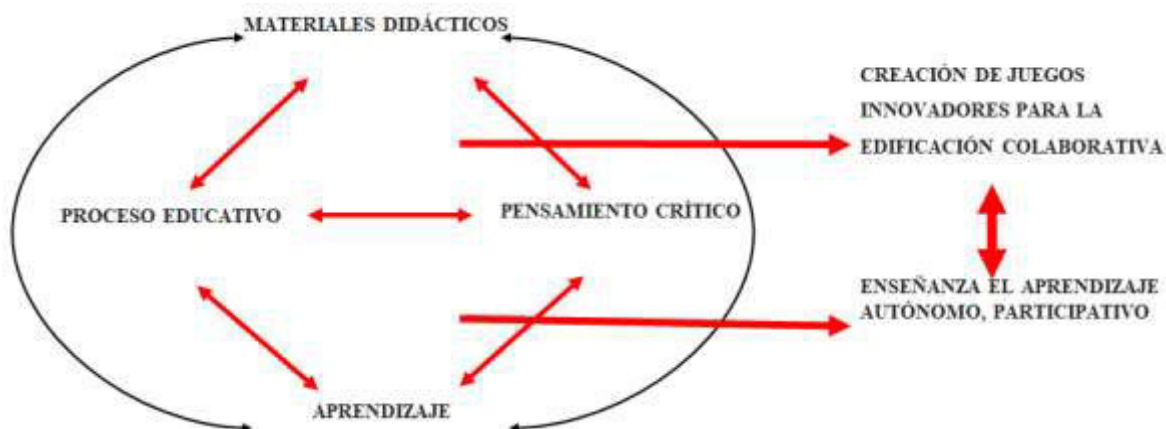 MATERIALES DIDÁCTICOS
CREACIÓN DE JUEGOS
INNOVADORES PARA LA
EDIFICACIÓN COLABORATIVA
PROCESO EDUCATIVO
PENSAMIENTO CRÍTICO
ENSEÑANZA EL APRENDIZAJE
AUTÓNOMO, PARTICIPATIVO
APRENDIZAJE